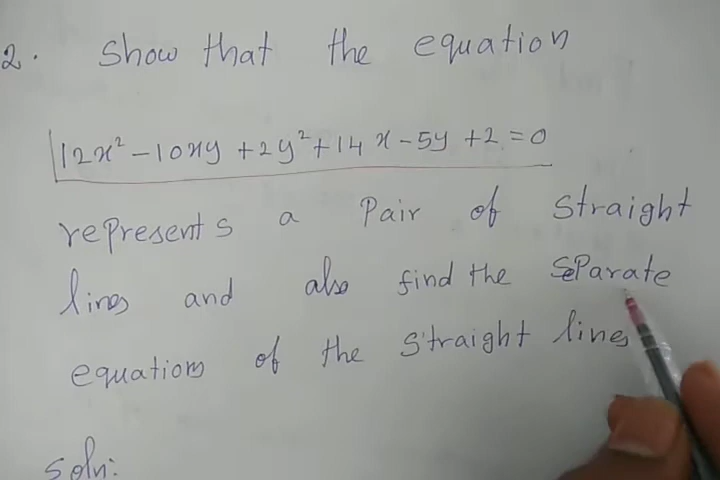 2. Show that the equation
12x² - 10xy + 2y² + 14x - 5y + 2 = 0
represents a Pair of straight
lines and also find the SeParate
equations of the straight lines
Soln: